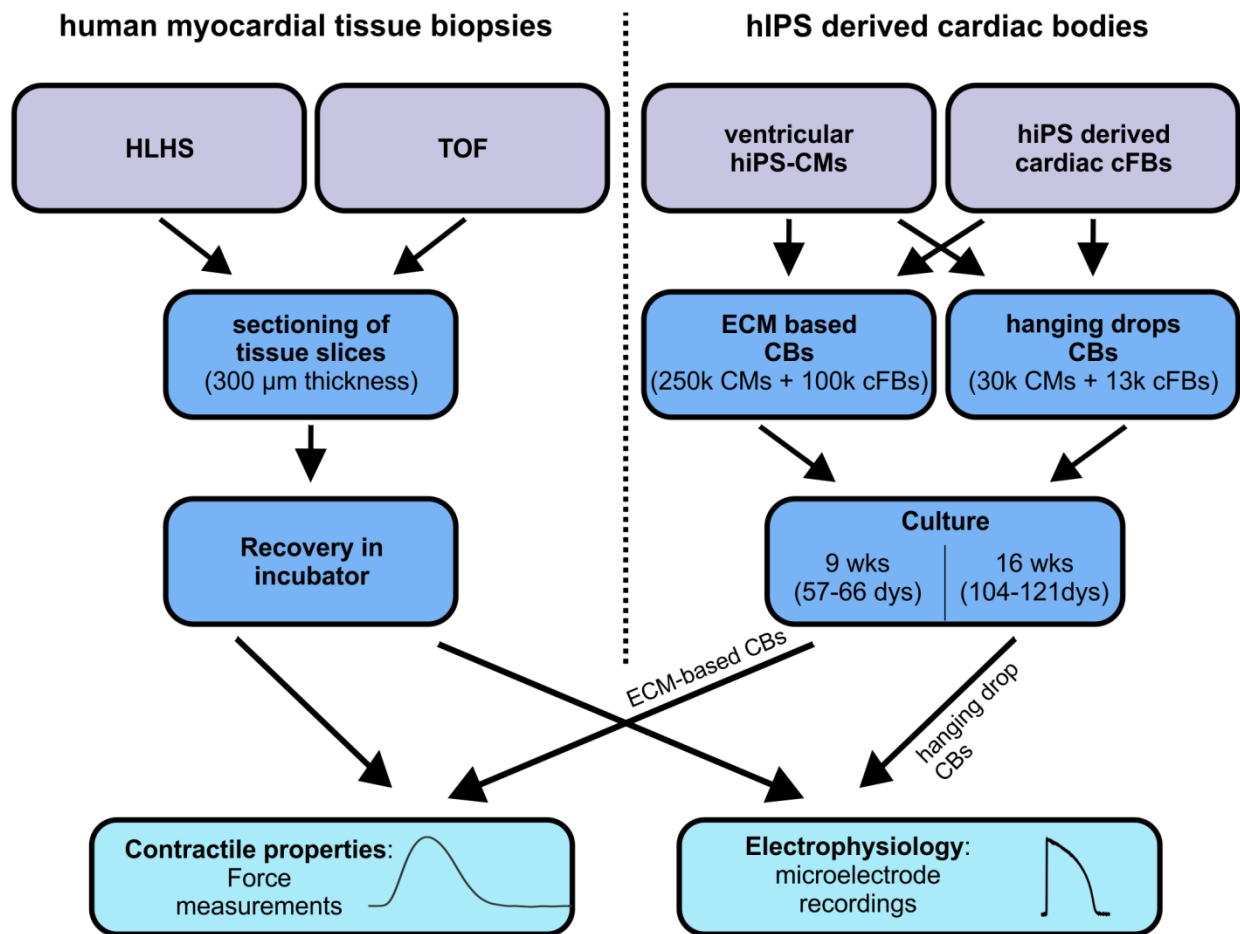 human myocardial tissue biopsies
hIPS derived cardiac bodies
HLHS
TOF
ventricular
hiPS-CMs
hiPS derived
cardiac cFBs
sectioning of
tissue slices
(300 µm thickness)
ECM based
CBs
(250k CMs + 100k cFBs)
hanging drops
CBs
(30k CMs + 13k cFBs)
Recovery in
incubator
Culture
9 wks
(57-66 dys)
16 wks
(104-121dys)
ECM-based CBs
hanging drop
CBs
Contractile properties:
Force
measurements
Electrophysiology:
microelectrode
recordings